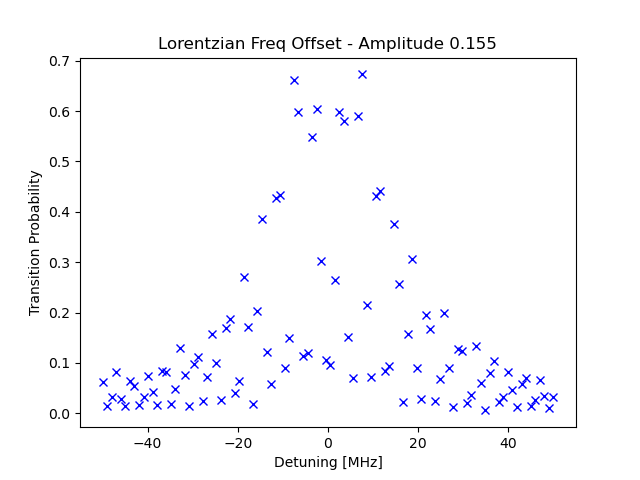 Lorentzian Freq Offset - Amplitude 0.155
Transition Probability
0.7
0.6
0.5
0.4
0.3
0.2
0.1
0.0
−40 −20 0 20 40
Detuning [MHz]